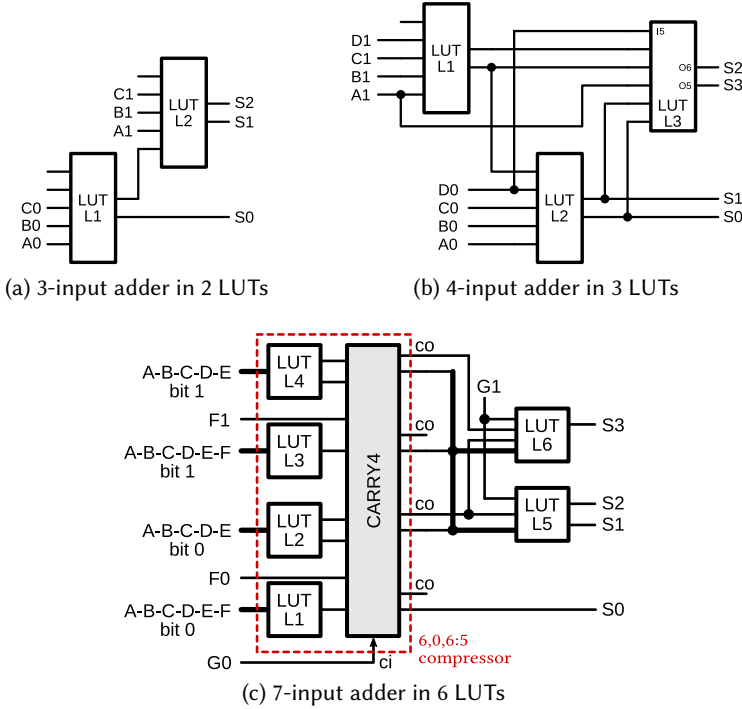 C1
B1
A1
LUT
L2
S2
S1
C0
B0
A0
LUT
L1
S0
(a) 3-input adder in 2 LUTs
D1
C1
B1
A1
LUT
L1
I5
O6
O5
LUT
L3
S2
S3
D0
C0
B0
A0
LUT
L2
S1
S0
(b) 4-input adder in 3 LUTs
A-B-C-D-E
bit 1
F1
A-B-C-D-E-F
bit 1
A-B-C-D-E
bit 0
F0
A-B-C-D-E-F
bit 0
G0
LUT
L4
LUT
L3
LUT
L2
LUT
L1
CARRY4
ci
co
co
co
co
6,0,6:5
compressor
G1
LUT
L6
S3
LUT
L5
S2
S1
S0
(c) 7-input adder in 6 LUTs